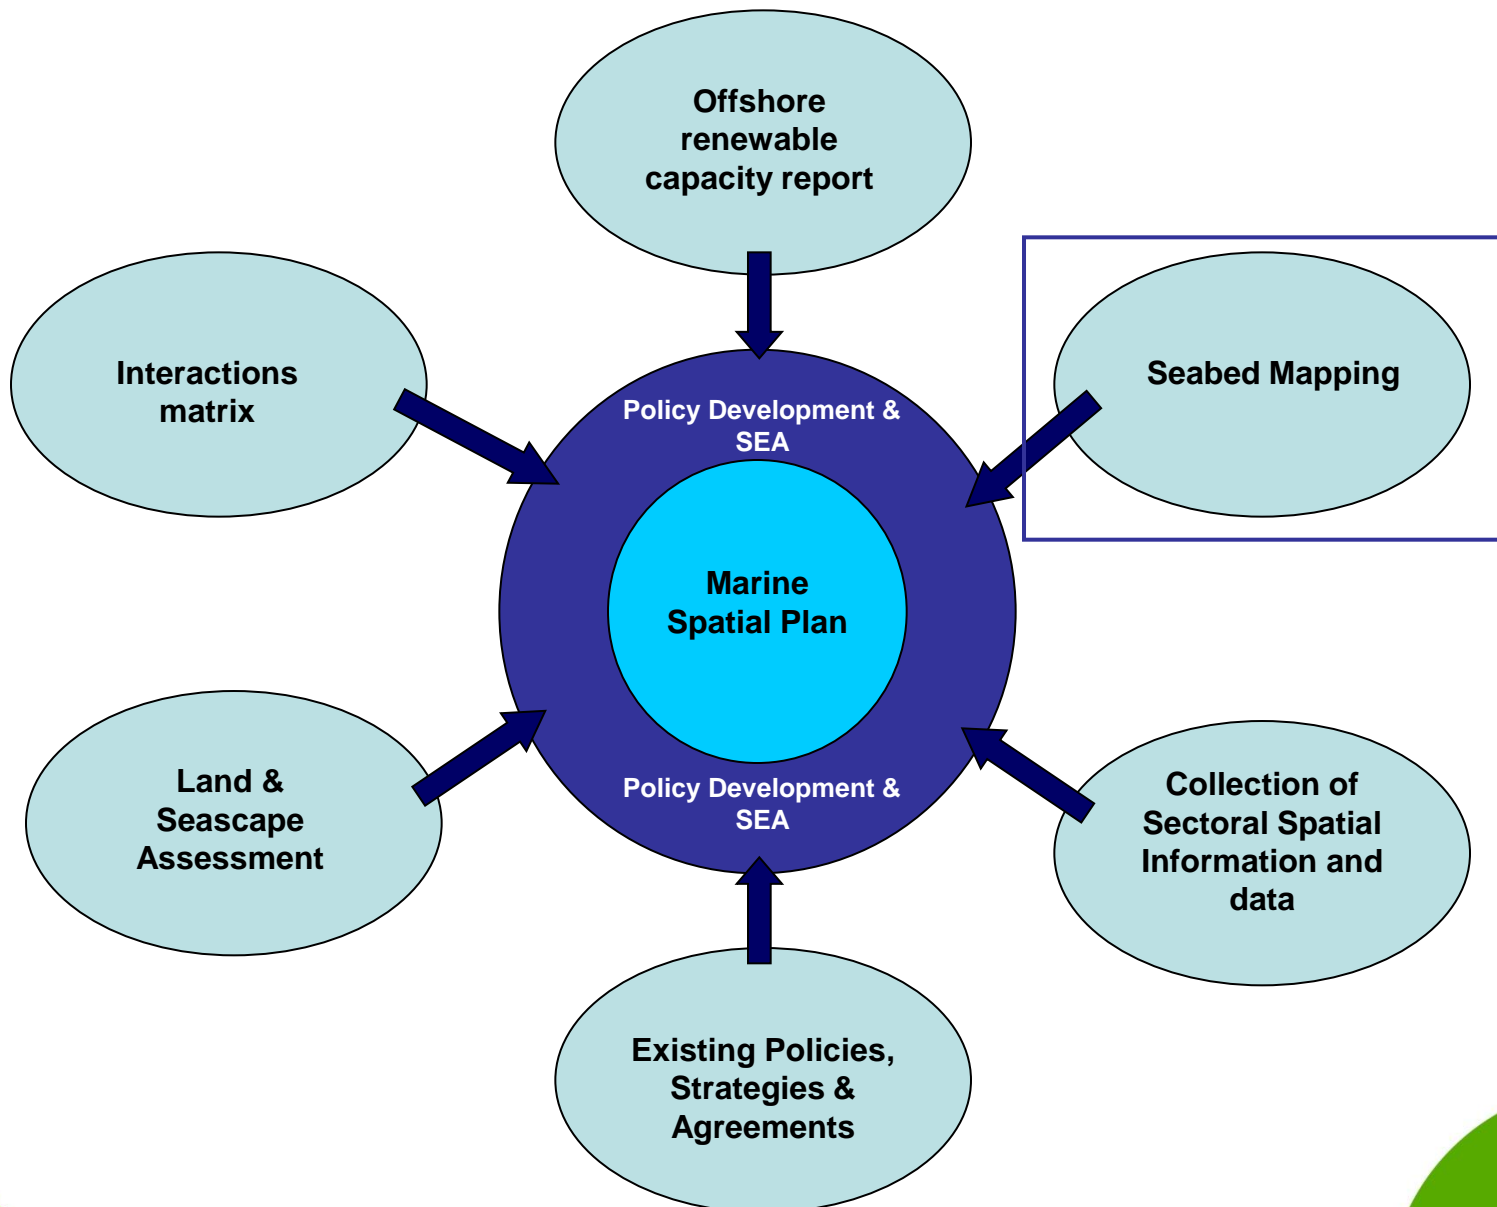 Offshore
renewable
capacity report
Interactions
matrix
Seabed Mapping
Policy Development &
SEA
Marine
Spatial Plan
Policy Development &
SEA
Land &
Seascape
Assessment
Collection of
Sectoral Spatial
Information and
data
Existing Policies,
Strategies &
Agreements